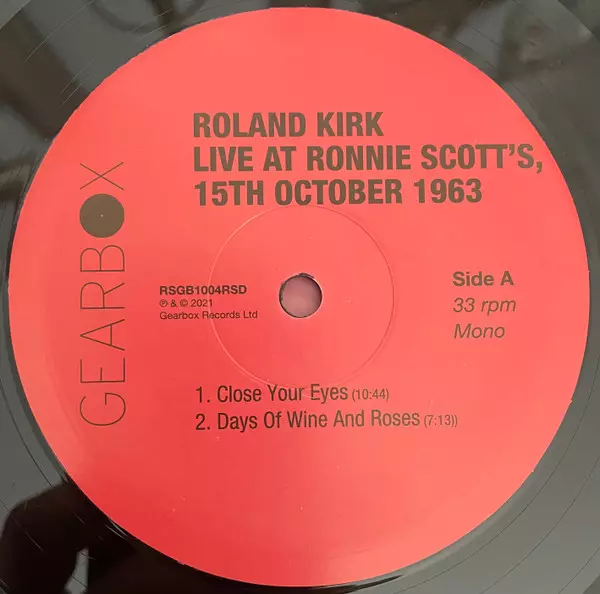 ROLAND KIRK
LIVE AT RONNIE SCOTT'S,
15TH OCTOBER 1963
GEARBOX
RSGB1004RSD
℗ & © 2021
Gearbox Records Ltd
Side A
33 rpm
Mono
1. Close Your Eyes (10:44)
2. Days Of Wine And Roses (7:13))